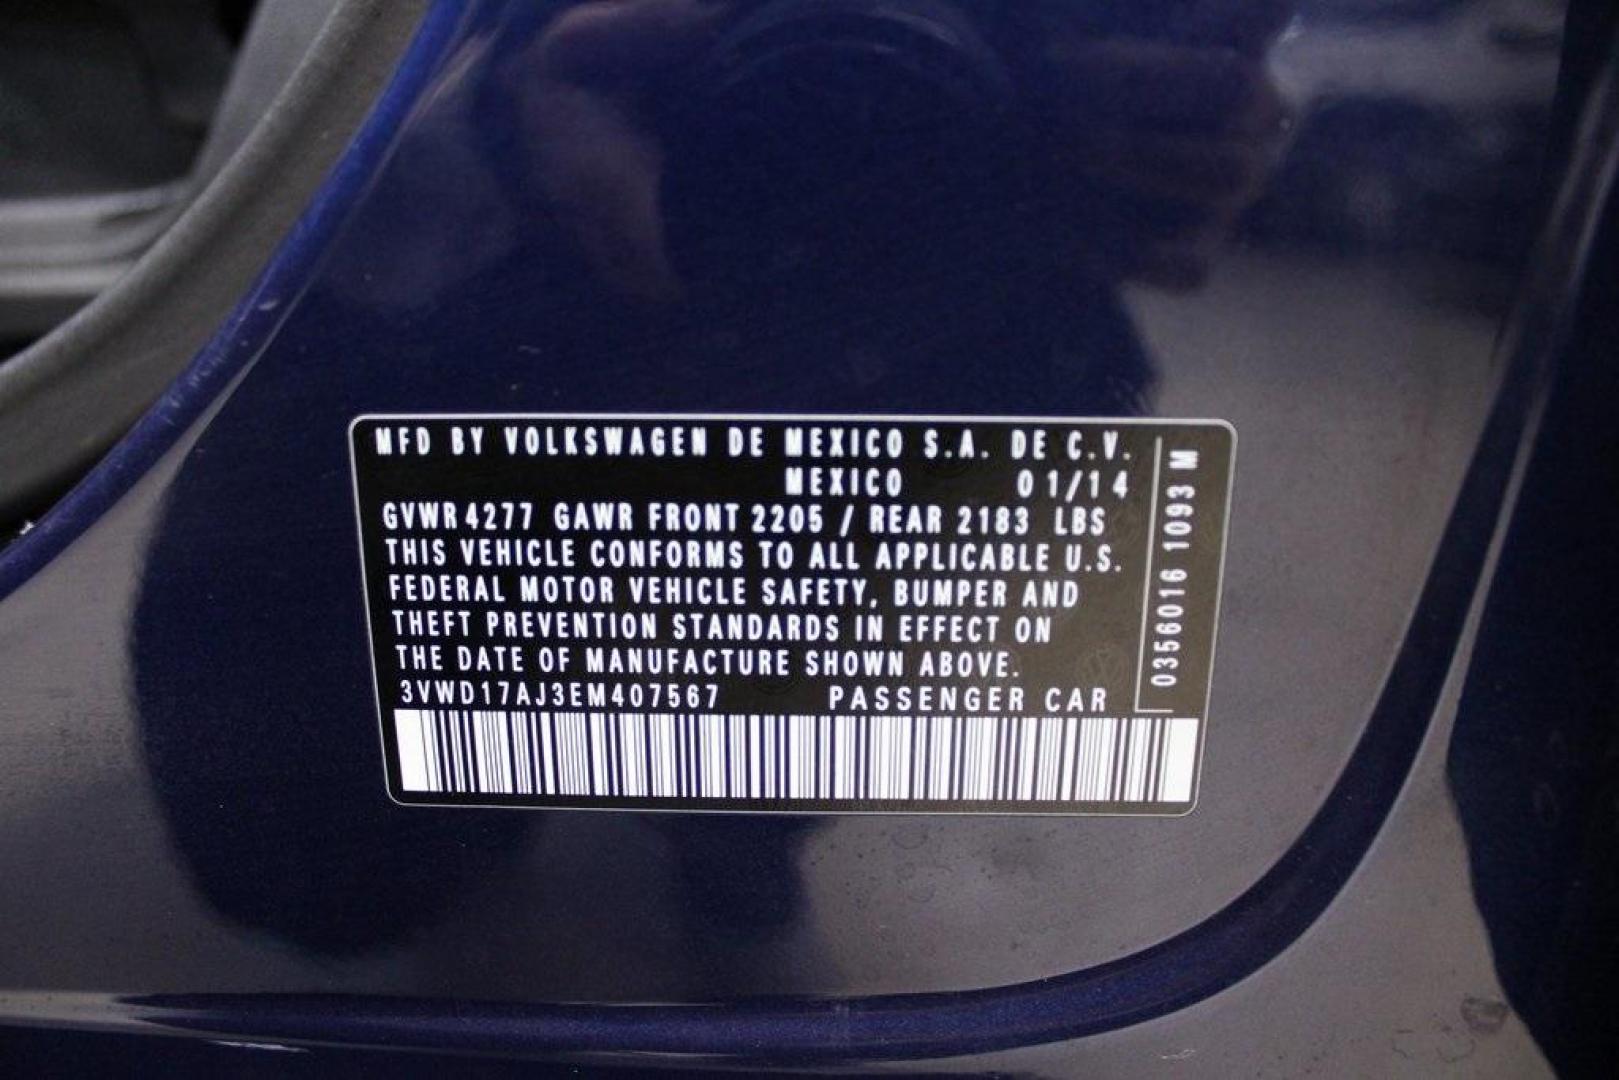 MFD BY VOLKSWAGEN DE MEXICO S.A. DE C.V.
MEXICO 01/14
GVWR 4277 GAWR FRONT 2205 / REAR 2183 LBS
THIS VEHICLE CONFORMS TO ALL APPLICABLE U.S.
FEDERAL MOTOR VEHICLE SAFETY, BUMPER AND
THEFT PREVENTION STANDARDS IN EFFECT ON
THE DATE OF MANUFACTURE SHOWN ABOVE.
3VWD17AJ3EM407567 PASSENGER CAR
0356016 1093 M